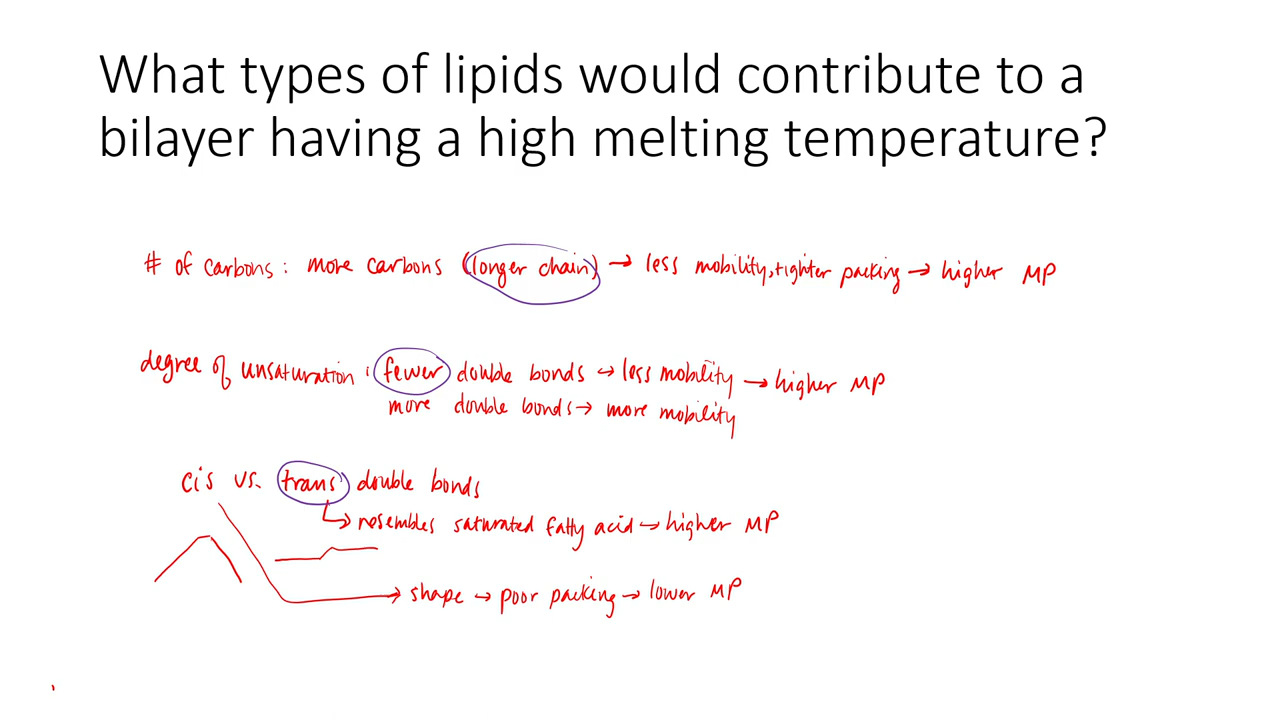 What types of lipids would contribute to a
bilayer having a high melting temperature?
# of carbons: more carbons (longer chain) → less mobility, tighter packing → higher MP
degree of unsaturation: fewer double bonds → less mobility → higher MP
more double bonds → more mobility
cis vs. trans double bonds
↳ resembles saturated fatty acid → higher MP
→ shape → poor packing → lower MP